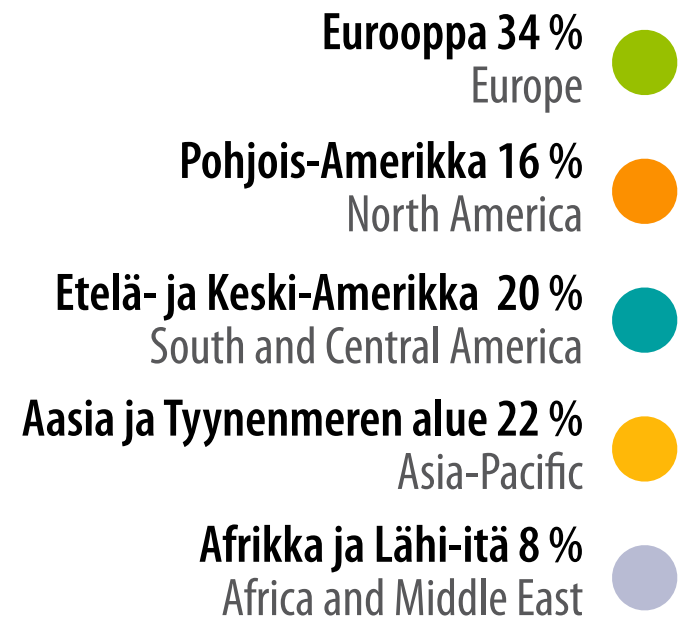 Eurooppa 34 %
Europe
Pohjois-Amerikka 16 %
North America
Etelä- ja Keski-Amerikka 20 %
South and Central America
Aasia ja Tyynenmeren alue 22 %
Asia-Pacific
Afrikka ja Lähi-itä 8 %
Africa and Middle East